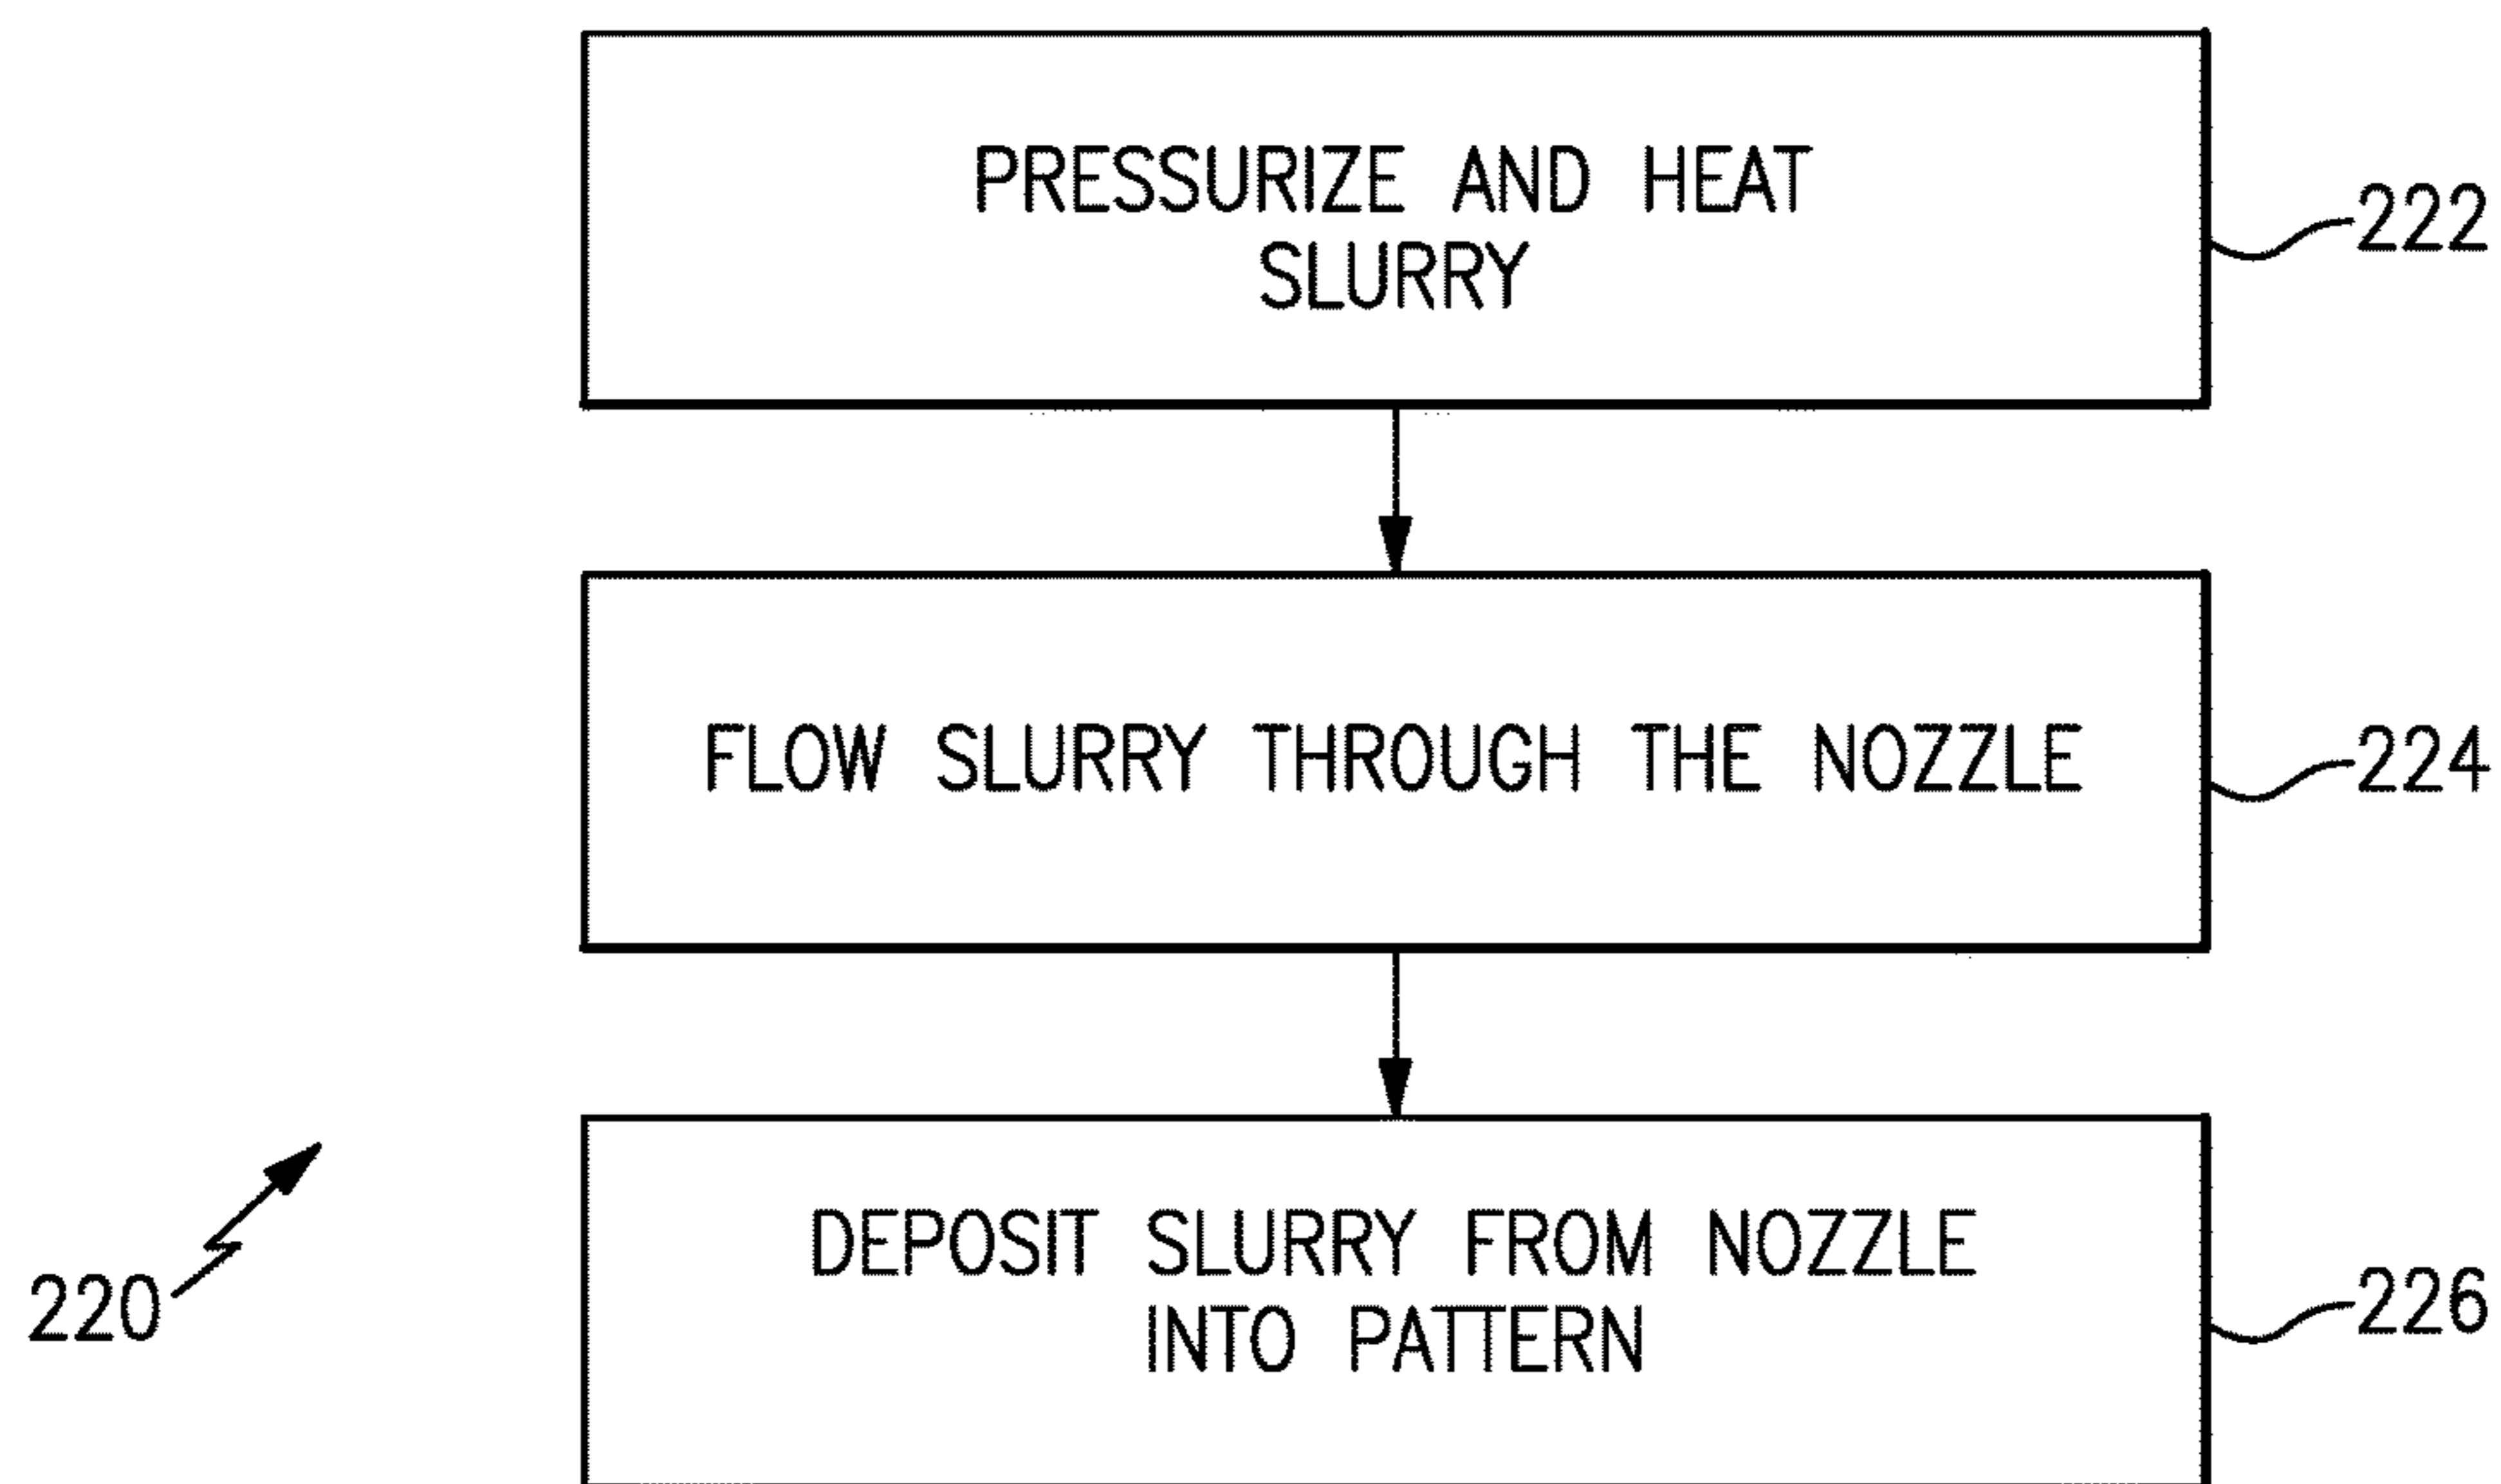 PRESSURIZE AND HEAT
SLURRY
222
FLOW SLURRY THROUGH THE NOZZLE
224
DEPOSIT SLURRY FROM NOZZLE
INTO PATTERN
226
220